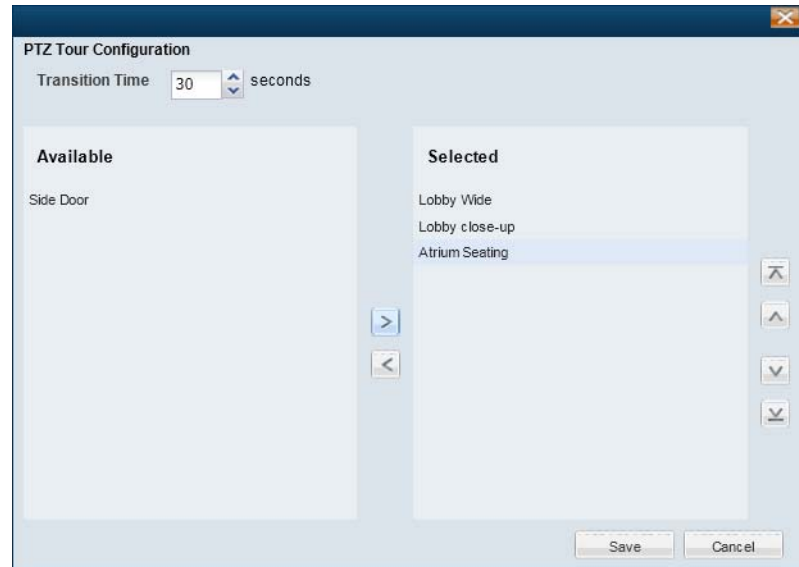 PTZ Tour Configuration
Transition Time 30 seconds
Available
Side Door
Selected
Lobby Wide
Lobby close-up
Atrium Seating
>
<
Save Cancel